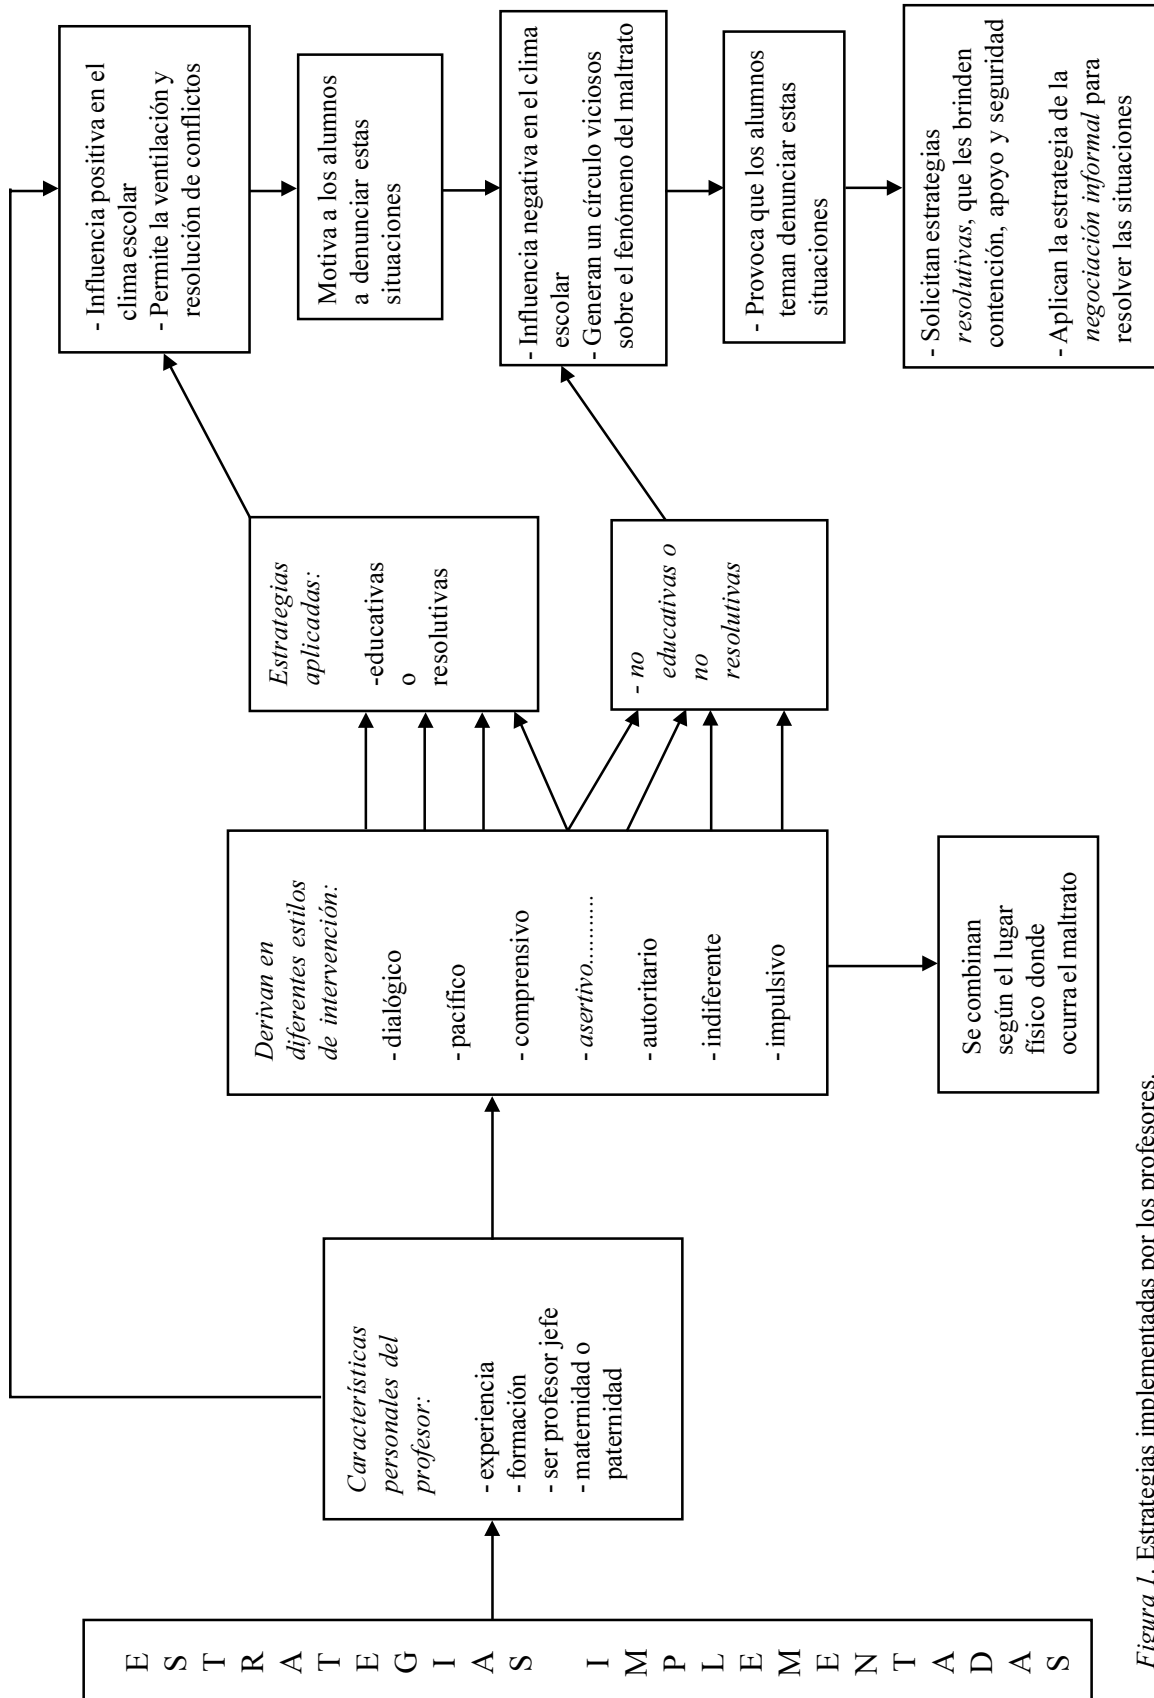 E
S
T
R
A
T
E
G
I
A
S
I
M
P
L
E
M
E
N
T
A
D
A
S
Características
personales del
profesor:
- experiencia
- formación
- ser profesor jefe
- maternidad o
paternidad
Derivan en
diferentes estilos
de intervención:
- dialógico
- pacífico
- comprensivo
- asertivo..........
- autoritario
- indiferente
- impulsivo
Se combinan
según el lugar
físico donde
ocurra el maltrato
Estrategias
aplicadas:
-educativas
o
resolutivas
- no
educativas o
no
resolutivas
- Influencia positiva en el
clima escolar
- Permite la ventilación y
resolución de conflictos
Motiva a los alumnos
a denunciar estas
situaciones
- Influencia negativa en el clima
escolar
- Generan un círculo viciosos
sobre el fenómeno del maltrato
- Provoca que los alumnos
teman denunciar estas
situaciones
- Solicitan estrategias
resolutivas, que les brinden
contención, apoyo y seguridad
- Aplican la estrategia de la
negociación informal para
resolver las situaciones
Figura 1. Estrategias implementadas por los profesores.